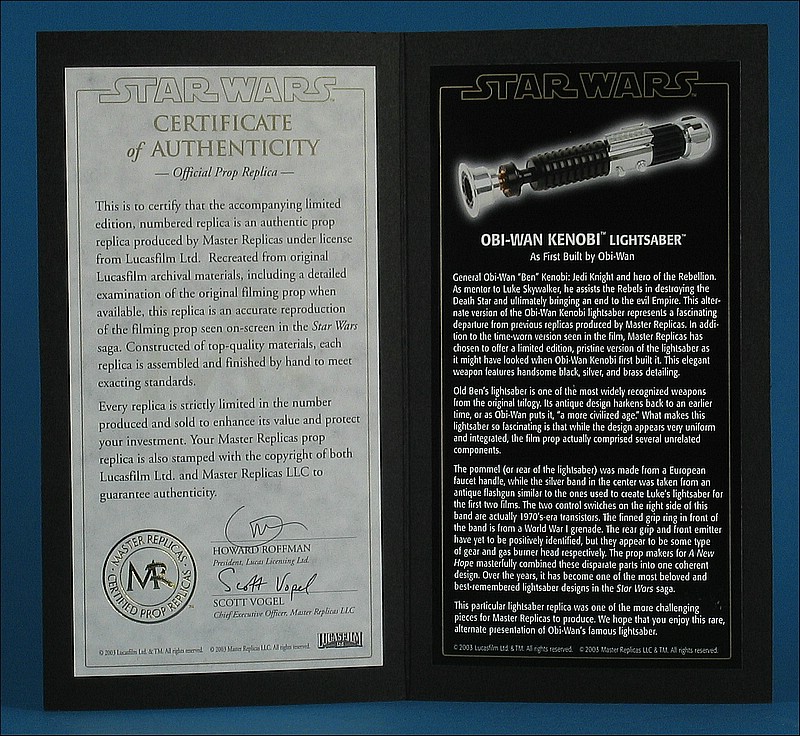 STAR WARS
CERTIFICATE
of AUTHENTICITY
— Official Prop Replica —
This is to certify that the accompanying limited
edition, numbered replica is an authentic prop
replica produced by Master Replicas under license
from Lucasfilm Ltd. Recreated from original
Lucasfilm archival materials, including a detailed
examination of the original filming prop when
available, this replica is an accurate reproduction
of the filming prop seen on-screen in the Star Wars
saga. Constructed of top-quality materials, each
replica is assembled and finished by hand to meet
exacting standards.
Every replica is strictly limited in the number
produced and sold to enhance its value and protect
your investment. Your Master Replicas prop
replica is also stamped with the copyright of both
Lucasfilm Ltd. and Master Replicas LLC to
guarantee authenticity.
HOWARD ROFFMAN
President, Lucas Licensing Ltd.
Scott Vogel
SCOTT VOGEL
Chief Executive Officer, Master Replicas LLC
MASTER REPLICAS
MR
CERTIFIED PROP REPLICA
LUCASFILM
Ltd
© 2003 Lucasfilm Ltd. & TM. All rights reserved. © 2003 Master Replicas LLC. All rights reserved.
STAR WARS
OBI-WAN KENOBI™ LIGHTSABER™
As First Built by Obi-Wan
General Obi-Wan "Ben" Kenobi: Jedi Knight and hero of the Rebellion.
As mentor to Luke Skywalker, he assists the Rebels in destroying the
Death Star and ultimately bringing an end to the evil Empire. This alter-
nate version of the Obi-Wan Kenobi lightsaber represents a fascinating
departure from previous replicas produced by Master Replicas. In addi-
tion to the time-worn version seen in the film, Master Replicas has
chosen to offer a limited edition, pristine version of the lightsaber as
it might have looked when Obi-Wan Kenobi first built it. This elegant
weapon features handsome black, silver, and brass detailing.
Old Ben's lightsaber is one of the most widely recognized weapons
from the original trilogy. Its antique design harkens back to an earlier
time, or as Obi-Wan puts it, "a more civilized age." What makes this
lightsaber so fascinating is that while the design appears very uniform
and integrated, the film prop actually comprised several unrelated
components.
The pommel (or rear of the lightsaber) was made from a European
faucet handle, while the silver band in the center was taken from an
antique flashgun similar to the ones used to create Luke's lightsaber for
the first two films. The two control switches on the right side of this
band are actually 1970's-era transistors. The finned grip ring in front of
the band is from a World War I grenade. The rear grip and front emitter
have yet to be positively identified, but they appear to be some type
of gear and gas burner head respectively. The prop makers for A New
Hope masterfully combined these disparate parts into one coherent
design. Over the years, it has become one of the most beloved and
best-remembered lightsaber designs in the Star Wars saga.
This particular lightsaber replica was one of the more challenging
pieces for Master Replicas to produce. We hope that you enjoy this rare,
alternate presentation of Obi-Wan's famous lightsaber.
© 2003 Lucasfilm Ltd. & TM. All rights reserved. © 2003 Master Replicas LLC & TM. All rights reserved.